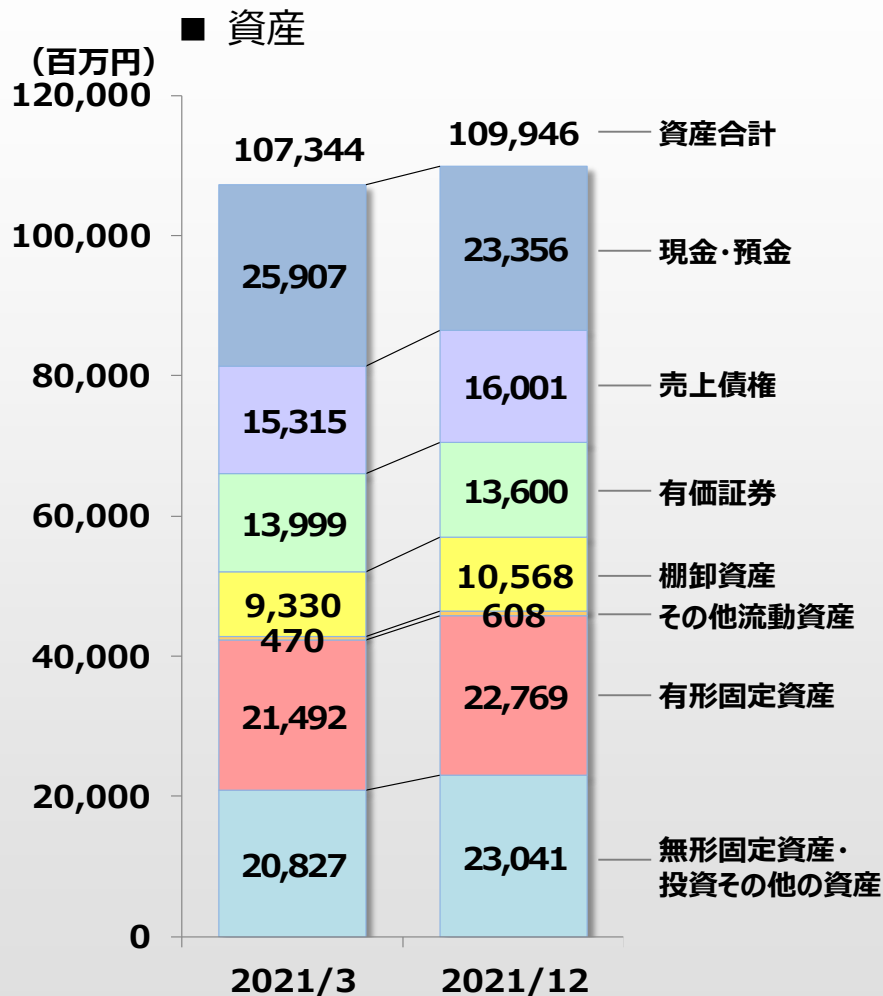 ■ 資産
（百万円）
120,000
100,000
80,000
60,000
40,000
20,000
0
107,344
25,907
15,315
13,999
9,330
470
21,492
20,827
2021/3
109,946
23,356
16,001
13,600
10,568
608
22,769
23,041
2021/12
資産合計
現金・預金
売上債権
有価証券
棚卸資産
その他流動資産
有形固定資産
無形固定資産・
投資その他の資産